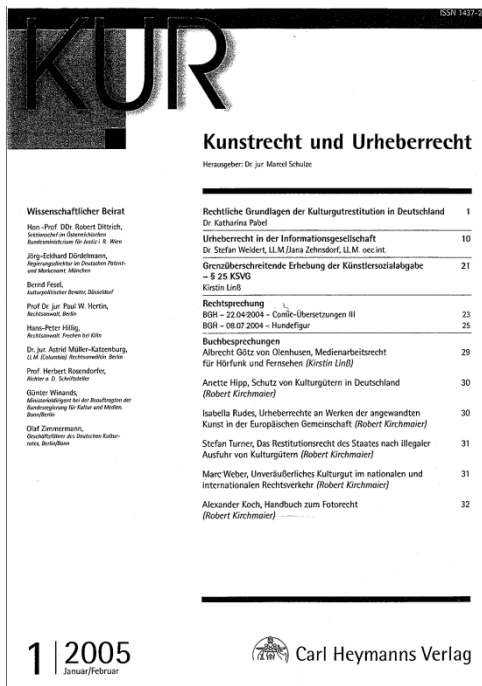 ISSN 1437-2
KUR
Kunstrecht und Urheberrecht
Herausgeber: Dr. jur. Marcel Schulze
Wissenschaftlicher Beirat
Hon.-Prof. DDr. Robert Dittrich,
Sektionschef im Österreichischen
Bundesministerium für Justiz i. R. Wien
Jörg-Eckhard Dördelmann,
Regierungsdirektor im Deutschen Patent-
und Markenamt, München
Bernd Fesel,
kulturpolitischer Berater, Düsseldorf
Prof Dr jur. Paul W. Hertin,
Rechtsanwalt, Berlin
Hans-Peter Hillig,
Rechtsanwalt, Frechen bei Köln
Dr. jur. Astrid Müller-Katzenburg,
LL.M. (Columbia) Rechtsanwältin, Berlin
Prof. Herbert Rosendorfer,
Richter a. D. Schriftsteller
Günter Winands,
Ministerialdirigent bei der Beauftragten der
Bundesregierung für Kultur und Medien,
Bonn/Berlin
Olaf Zimmermann,
Geschäftsführer des Deutschen Kultur-
rates, Berlin/Bonn
Rechtliche Grundlagen der Kulturgutrestitution in Deutschland 1
Dr. Katharina Pabel
Urheberrecht in der Informationsgesellschaft 10
Dr. Stefan Weidert, LL.M./Jana Zehnsdorf, LL.M. oec.int.
Grenzüberschreitende Erhebung der Künstlersozialabgabe 21
– § 25 KSVG
Kirstin Linß
Rechtsprechung
BGH – 22.04.2004 – Comic-Übersetzungen III 23
BGH – 08.07.2004 – Hundefigur 25
Buchbesprechungen
Albrecht Götz von Olenhusen, Medienarbeitsrecht 29
für Hörfunk und Fernsehen (Kirstin Linß)
Anette Hipp, Schutz von Kulturgütern in Deutschland 30
(Robert Kirchmaier)
Isabella Rudes, Urheberrechte an Werken der angewandten 30
Kunst in der Europäischen Gemeinschaft (Robert Kirchmaier)
Stefan Turner, Das Restitutionsrecht des Staates nach illegaler 31
Ausfuhr von Kulturgütern (Robert Kirchmaier)
Marc Weber, Unveräußerliches Kulturgut im nationalen und 31
internationalen Rechtsverkehr (Robert Kirchmaier)
Alexander Koch, Handbuch zum Fotorecht 32
(Robert Kirchmaier)
1 | 2005
Januar/Februar
Carl Heymanns Verlag